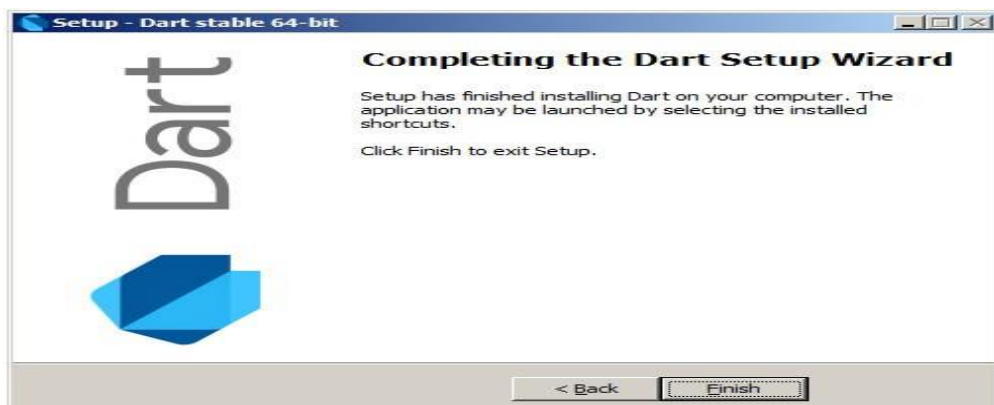 Setup - Dart stable 64-bit
Dart
Completing the Dart Setup Wizard
Setup has finished installing Dart on your computer. The
application may be launched by selecting the installed
shortcuts.
Click Finish to exit Setup.
< Back
Finish